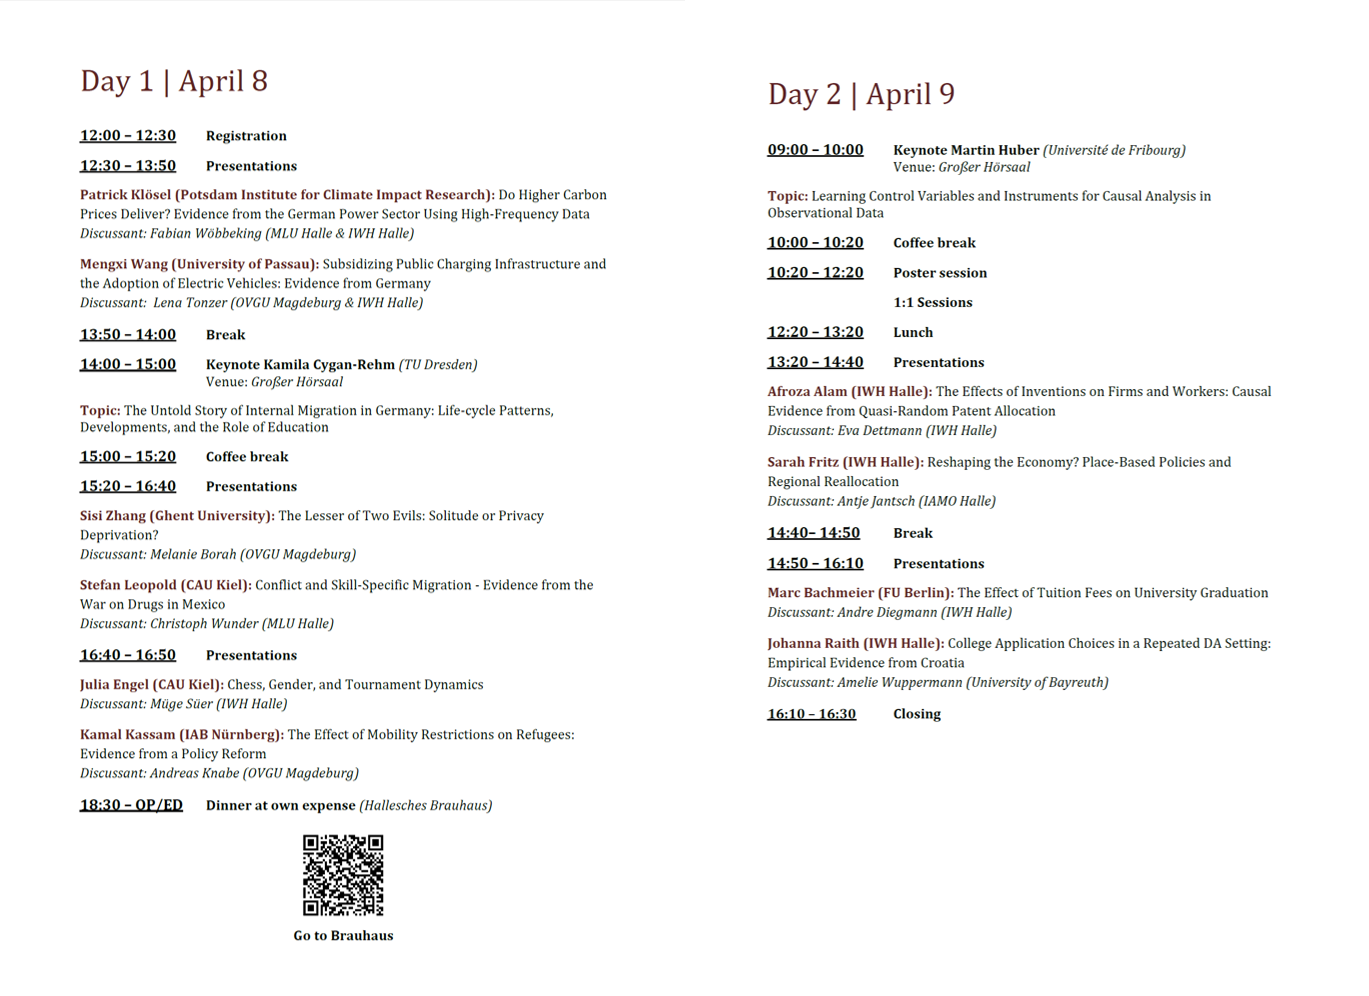 Day 1 | April 8
12:00 – 12:30 Registration
12:30 – 13:50 Presentations
Patrick Klösel (Potsdam Institute for Climate Impact Research): Do Higher Carbon
Prices Deliver? Evidence from the German Power Sector Using High-Frequency Data
Discussant: Fabian Wöbbeking (MLU Halle & IWH Halle)
Mengxi Wang (University of Passau): Subsidizing Public Charging Infrastructure and
the Adoption of Electric Vehicles: Evidence from Germany
Discussant: Lena Tonzer (OVGU Magdeburg & IWH Halle)
13:50 – 14:00 Break
14:00 – 15:00 Keynote Kamila Cygan-Rehm (TU Dresden)
Venue: Großer Hörsaal
Topic: The Untold Story of Internal Migration in Germany: Life-cycle Patterns,
Developments, and the Role of Education
15:00 – 15:20 Coffee break
15:20 – 16:40 Presentations
Sisi Zhang (Ghent University): The Lesser of Two Evils: Solitude or Privacy
Deprivation?
Discussant: Melanie Borah (OVGU Magdeburg)
Stefan Leopold (CAU Kiel): Conflict and Skill-Specific Migration - Evidence from the
War on Drugs in Mexico
Discussant: Christoph Wunder (MLU Halle)
16:40 – 16:50 Presentations
Julia Engel (CAU Kiel): Chess, Gender, and Tournament Dynamics
Discussant: Müge Süer (IWH Halle)
Kamal Kassam (IAB Nürnberg): The Effect of Mobility Restrictions on Refugees:
Evidence from a Policy Reform
Discussant: Andreas Knabe (OVGU Magdeburg)
18:30 – OP/ED Dinner at own expense (Hallesches Brauhaus)
Go to Brauhaus
Day 2 | April 9
09:00 – 10:00 Keynote Martin Huber (Université de Fribourg)
Venue: Großer Hörsaal
Topic: Learning Control Variables and Instruments for Causal Analysis in
Observational Data
10:00 – 10:20 Coffee break
10:20 – 12:20 Poster session
1:1 Sessions
12:20 – 13:20 Lunch
13:20 – 14:40 Presentations
Afroza Alam (IWH Halle): The Effects of Inventions on Firms and Workers: Causal
Evidence from Quasi-Random Patent Allocation
Discussant: Eva Dettmann (IWH Halle)
Sarah Fritz (IWH Halle): Reshaping the Economy? Place-Based Policies and
Regional Reallocation
Discussant: Antje Jantsch (IAMO Halle)
14:40– 14:50 Break
14:50 – 16:10 Presentations
Marc Bachmeier (FU Berlin): The Effect of Tuition Fees on University Graduation
Discussant: Andre Diegmann (IWH Halle)
Johanna Raith (IWH Halle): College Application Choices in a Repeated DA Setting:
Empirical Evidence from Croatia
Discussant: Amelie Wuppermann (University of Bayreuth)
16:10 – 16:30 Closing